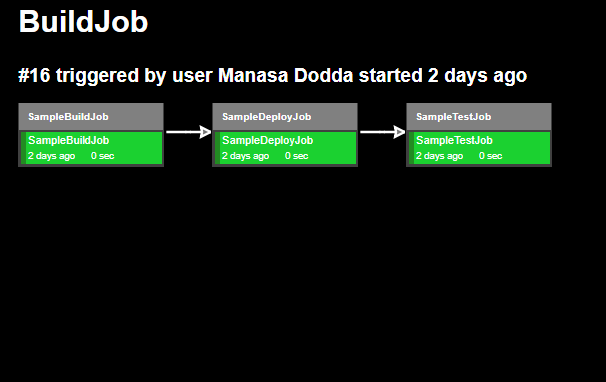 BuildJob
#16 triggered by user Manasa Dodda started 2 days ago
SampleBuildJob SampleDeployJob SampleTestJob
SampleBuildJob SampleDeployJob SampleTestJob
2 days ago 0 sec 2 days ago 0 sec 2 days ago 0 sec